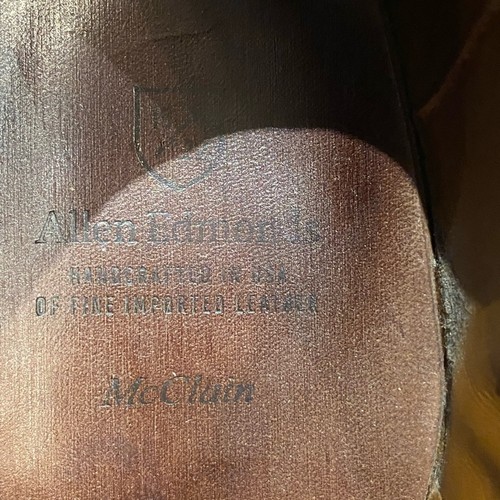 Allen Edmonds
HANDCRAFTED IN USA
OF FINE IMPORTED LEATHER
McClain